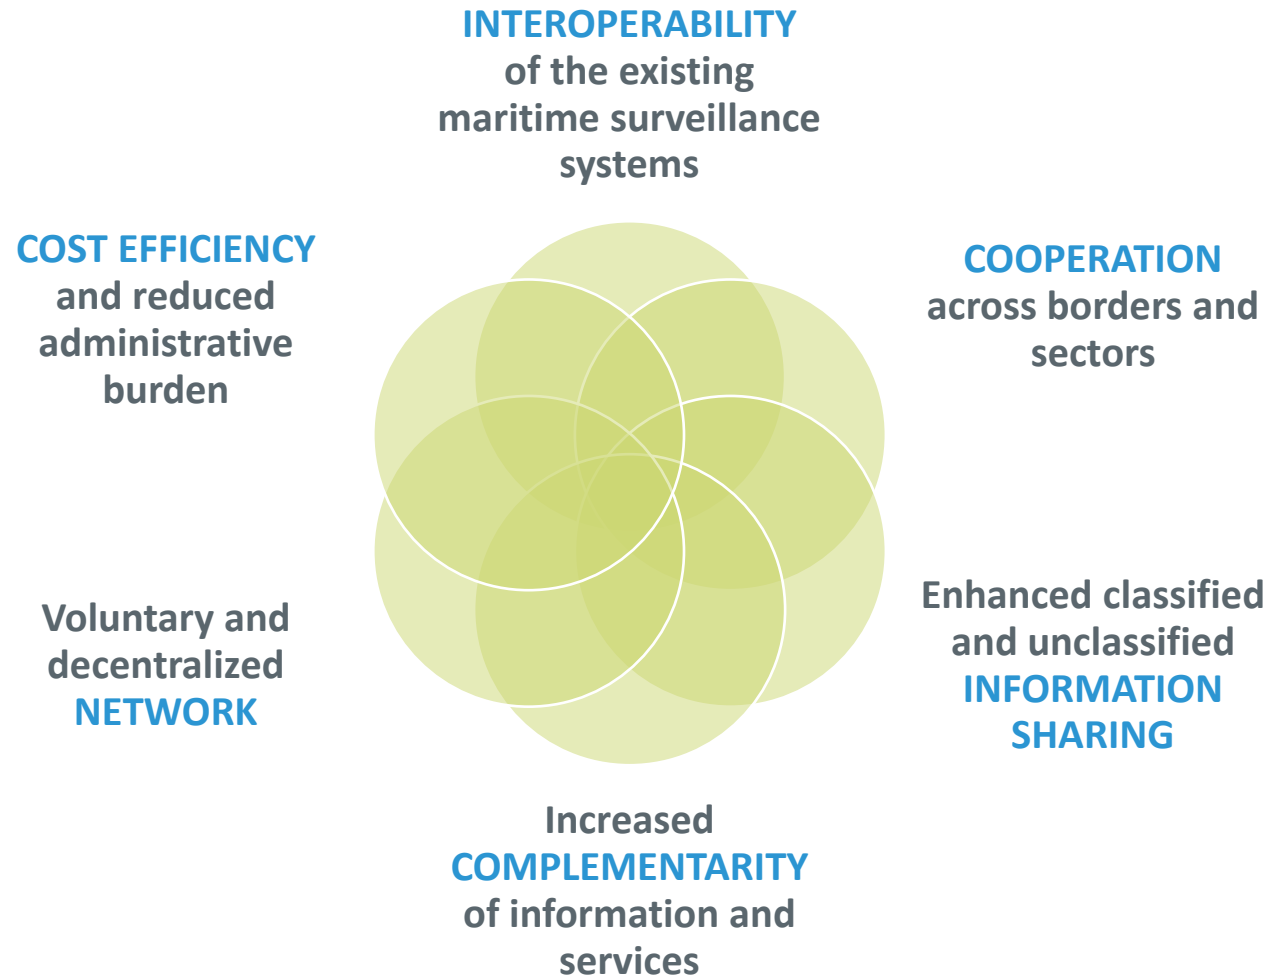 INTEROPERABILITY
of the existing
maritime surveillance
systems
COST EFFICIENCY
and reduced
administrative
burden
COOPERATION
across borders and
sectors
Voluntary and
decentralized
NETWORK
Enhanced classified
and unclassified
INFORMATION
SHARING
Increased
COMPLEMENTARITY
of information and
services